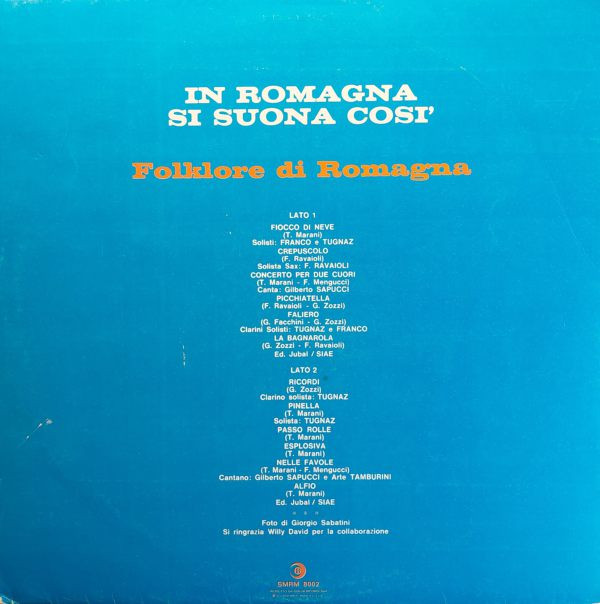 IN ROMAGNA
SI SUONA COSI'
Folklore di Romagna
LATO 1
FIOCCO DI NEVE
(T. Marani)
Solisti: FRANCO e TUGNAZ
CREPUSCOLO
(F. Ravaioli)
Solista Sax: F. RAVAIOLI
CONCERTO PER DUE CUORI
(T. Marani - F. Mengucci)
Canta: Gilberto SAPUCCI
PICCHIATELLA
(F. Ravaioli - G. Zozzi)
FALIERO
(G. Facchini - G. Zozzi)
Clarini Solisti: TUGNAZ e FRANCO
LA BAGNAROLA
(G. Zozzi - F. Ravaioli)
Ed. Jubal / SIAE
LATO 2
RICORDI
(G. Zozzi)
Clarino solista: TUGNAZ
PINELLA
(T. Marani)
Solista: TUGNAZ
PASSO ROLLE
(T. Marani)
ESPLOSIVA
(T. Marani)
NELLE FAVOLE
(T. Marani - F. Mengucci)
Cantano: Gilberto SAPUCCI e Arte TAMBURINI
ALFIO
(T. Marani)
Ed. Jubal / SIAE
Foto di Giorgio Sabatini
Si ringrazia Willy David per la collaborazione
SMRM 8002